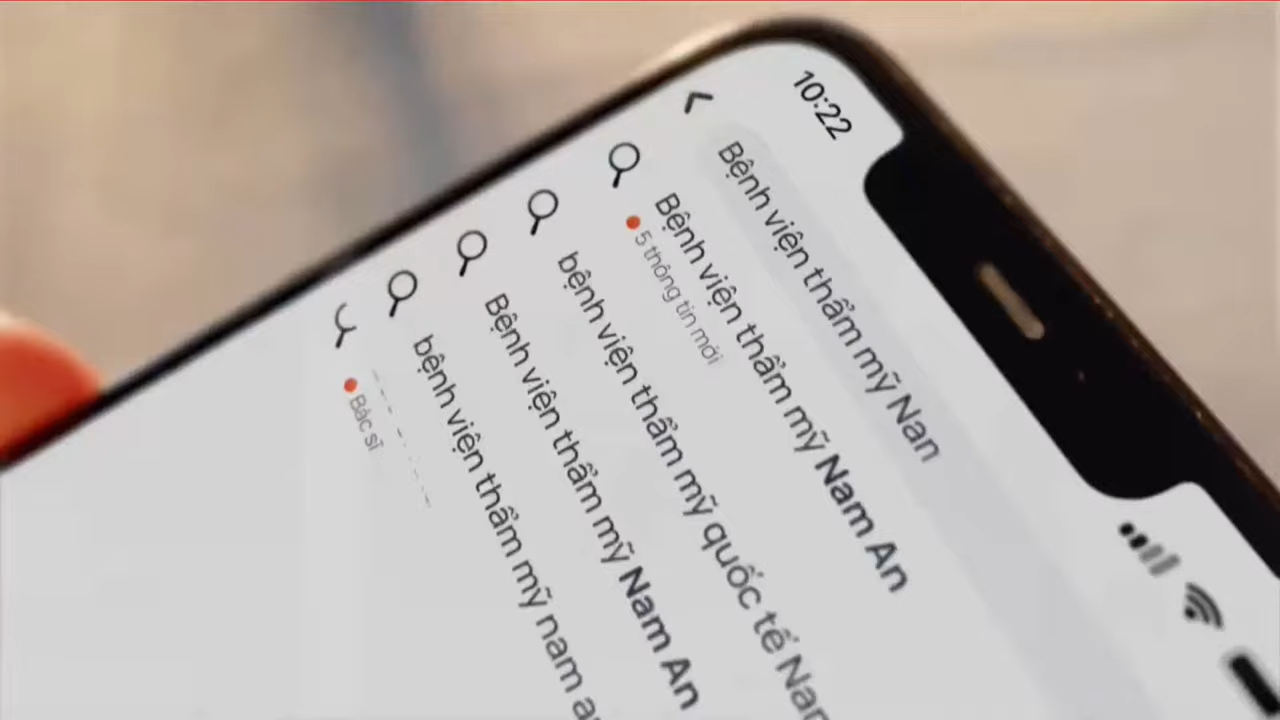 10:22
Bệnh viện thẩm mỹ Nan
Bệnh viện thẩm mỹ Nam An
5 thông tin mới
bệnh viện thẩm mỹ quốc tế
Bệnh viện thẩm mỹ Nam An
bệnh viện thẩm mỹ nam
Bác sĩ